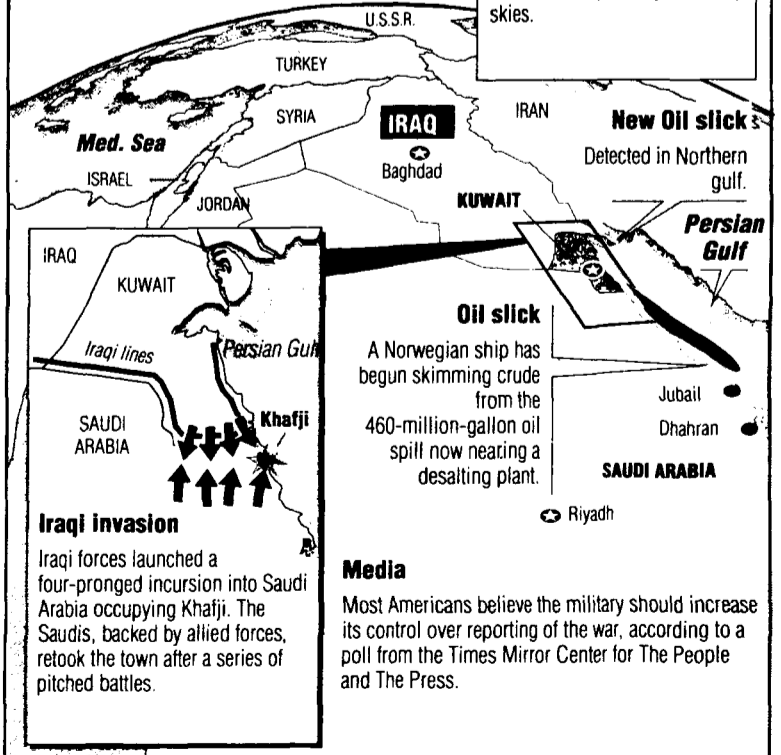 skies.
U.S.S.R.
TURKEY
SYRIA
IRAQ
IRAN
Med. Sea
Baghdad
ISRAEL
JORDAN
KUWAIT
New Oil slick
Detected in Northern
gulf.
Persian
Gulf
Oil slick
A Norwegian ship has
begun skimming crude
from the
460-million-gallon oil
spill now nearing a
desalting plant.
Jubail
Dhahran
SAUDI ARABIA
Riyadh
IRAQ
KUWAIT
Iraqi lines
Persian Gulf
SAUDI
ARABIA
Khafji
Iraqi invasion
Iraqi forces launched a
four-pronged incursion into Saudi
Arabia occupying Khafji. The
Saudis, backed by allied forces,
retook the town after a series of
pitched battles.
Media
Most Americans believe the military should increase
its control over reporting of the war, according to a
poll from the Times Mirror Center for The People
and The Press.